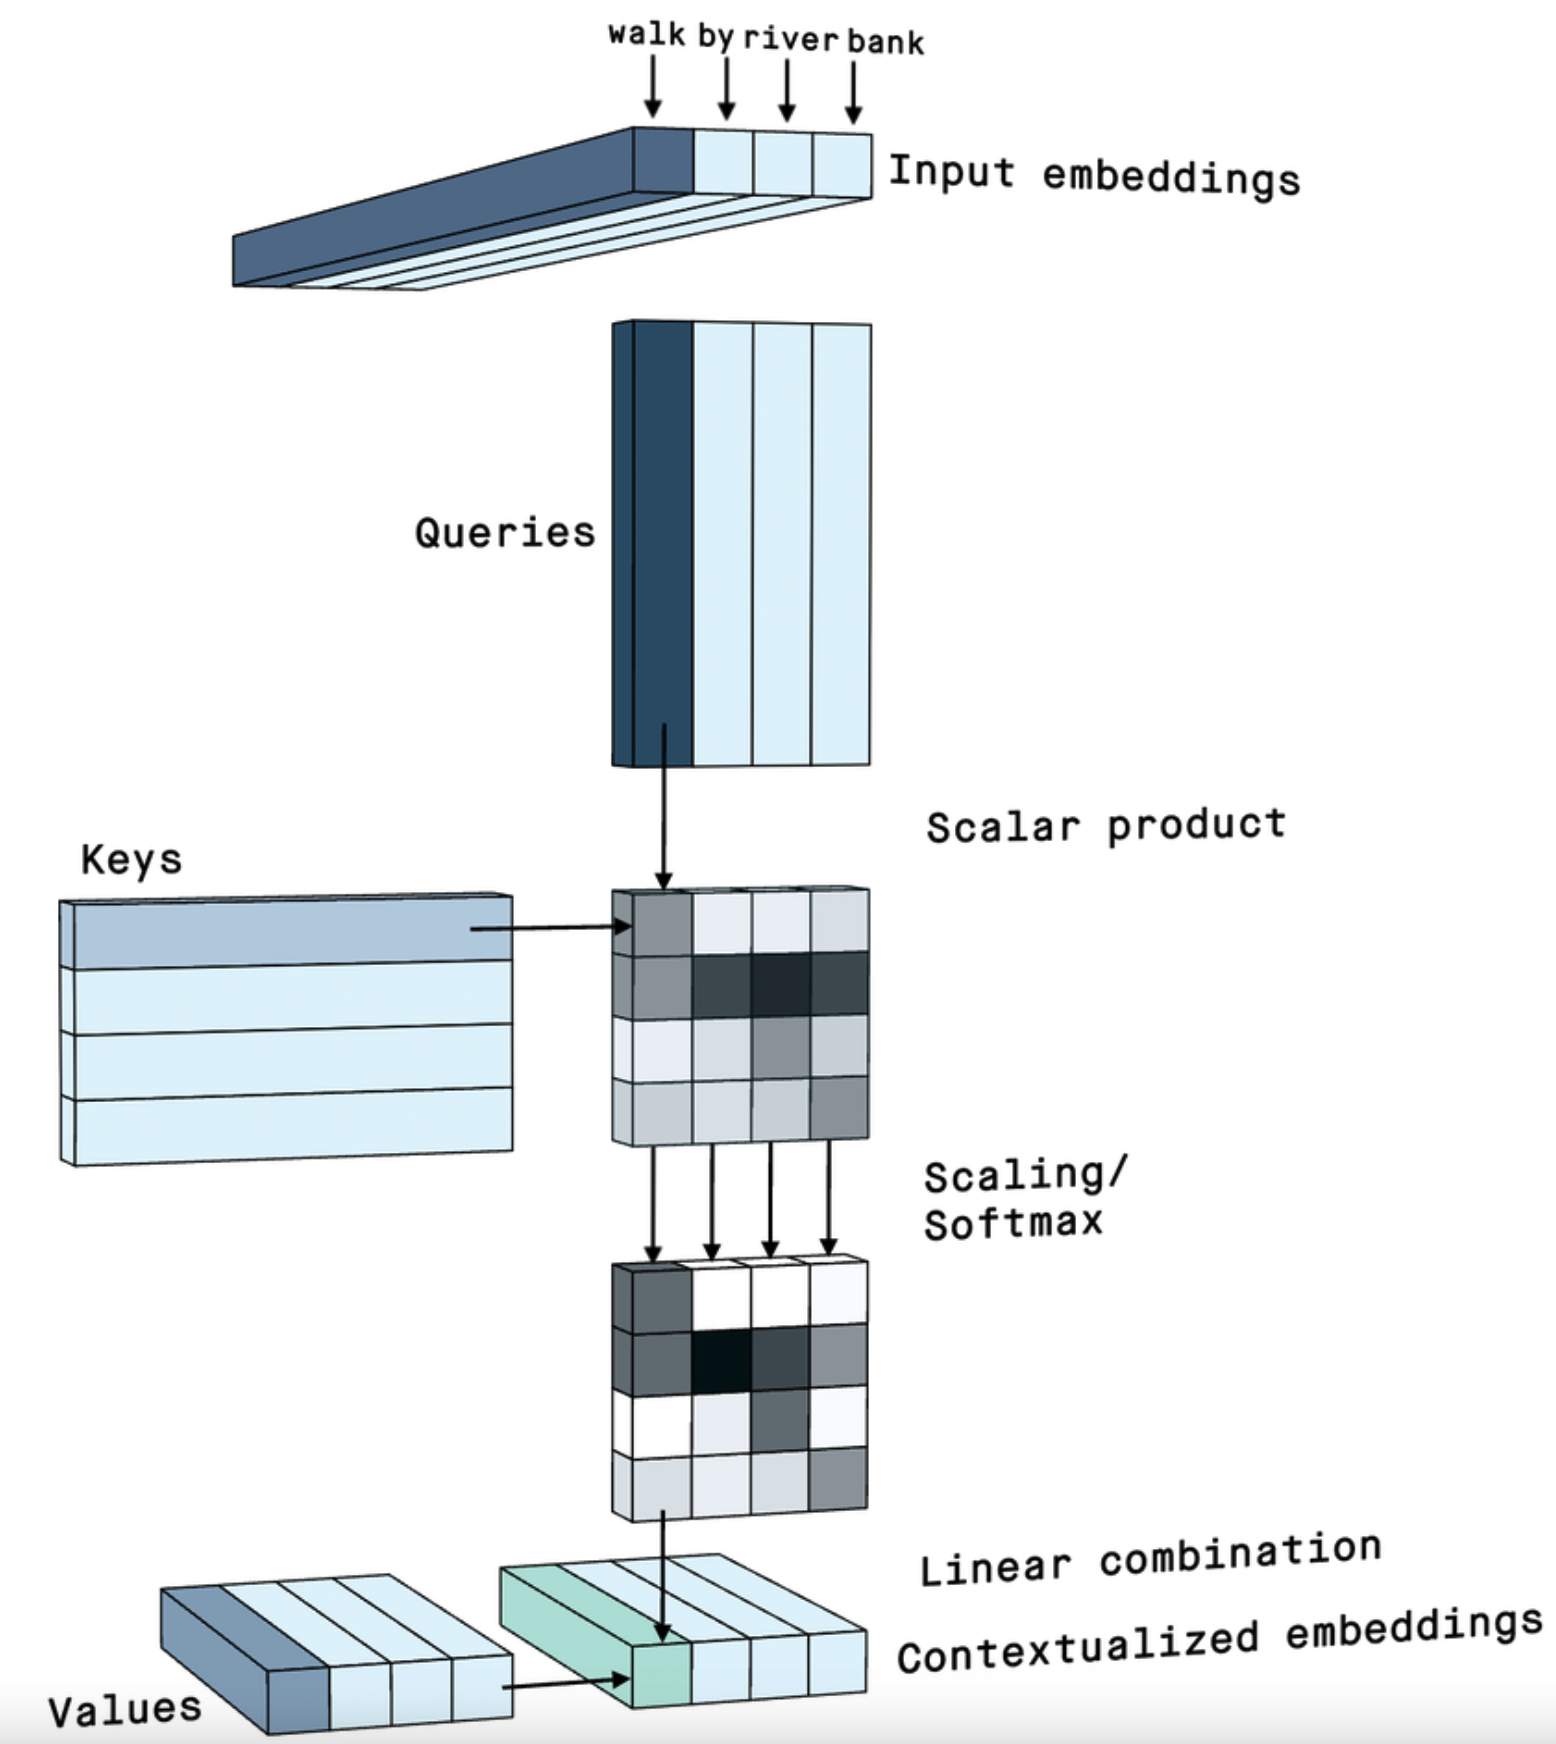 walk by river bank
Input embeddings
Queries
Scalar product
Keys
Scaling/
Softmax
Linear combination
Contextualized embeddings
Values